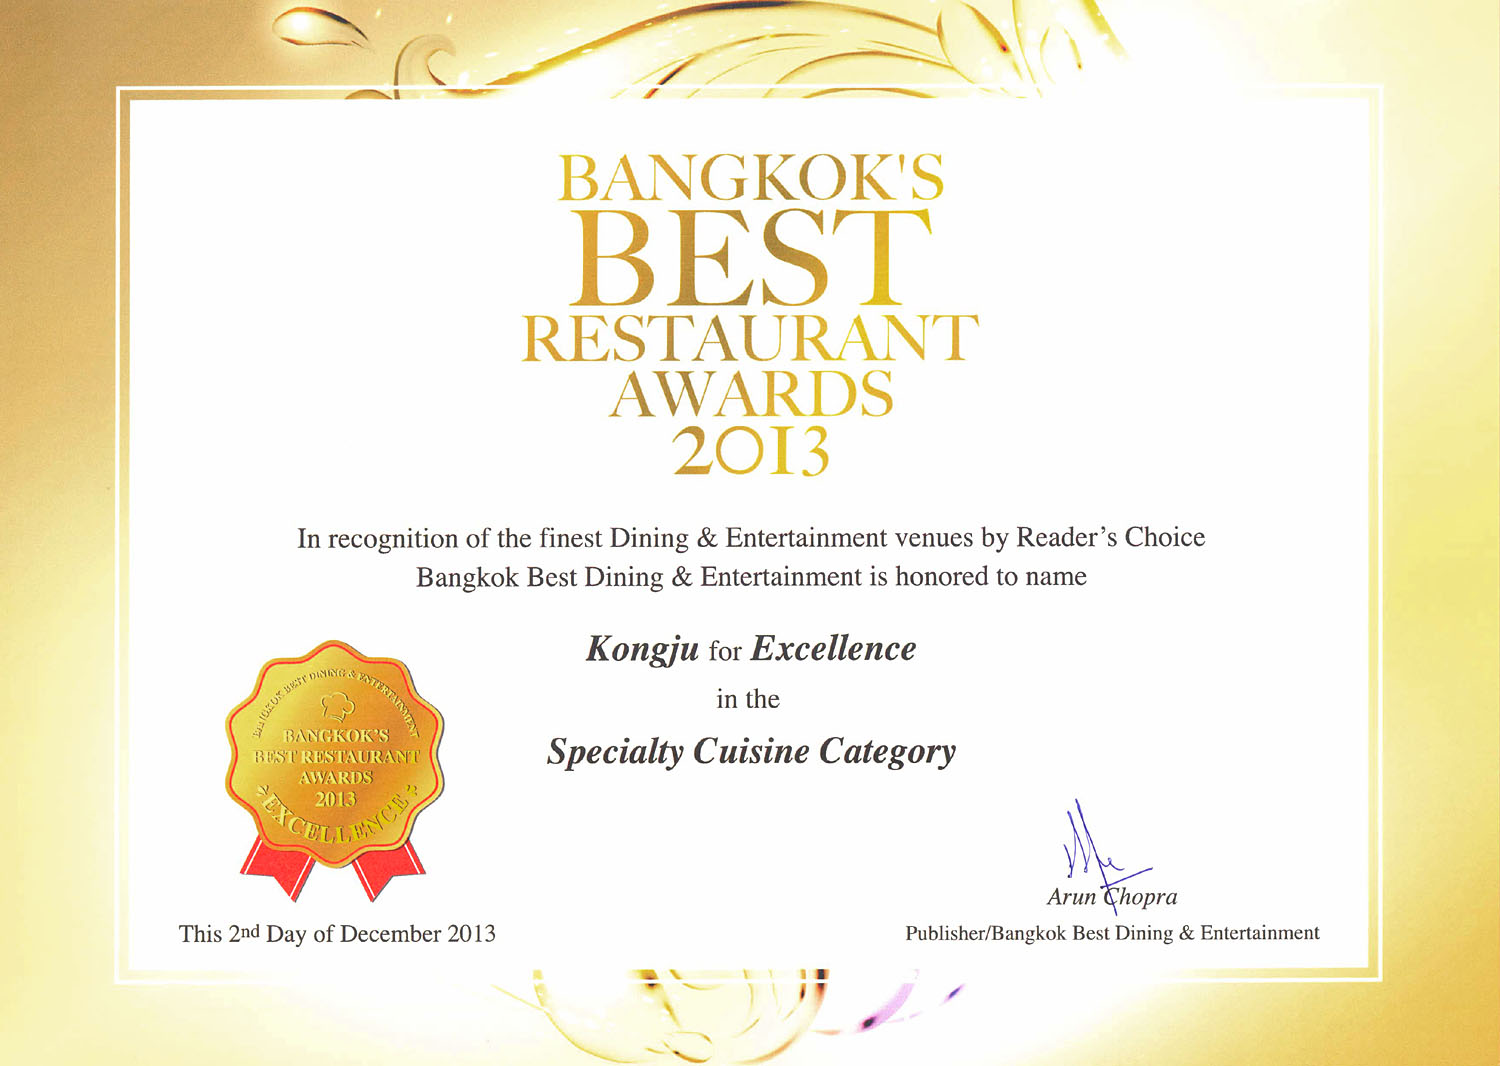 BANGKOK'S
BEST
RESTAURANT
AWARDS
2013
In recognition of the finest Dining & Entertainment venues by Reader's Choice
Bangkok Best Dining & Entertainment is honored to name
Kongju for Excellence
in the
Specialty Cuisine Category
BANGKOK BEST DINING & ENTERTAINMENT
BANGKOK'S
BEST RESTAURANT
AWARDS
2013
EXCELLENCE
Arun Chopra
This 2nd Day of December 2013
Publisher/Bangkok Best Dining & Entertainment